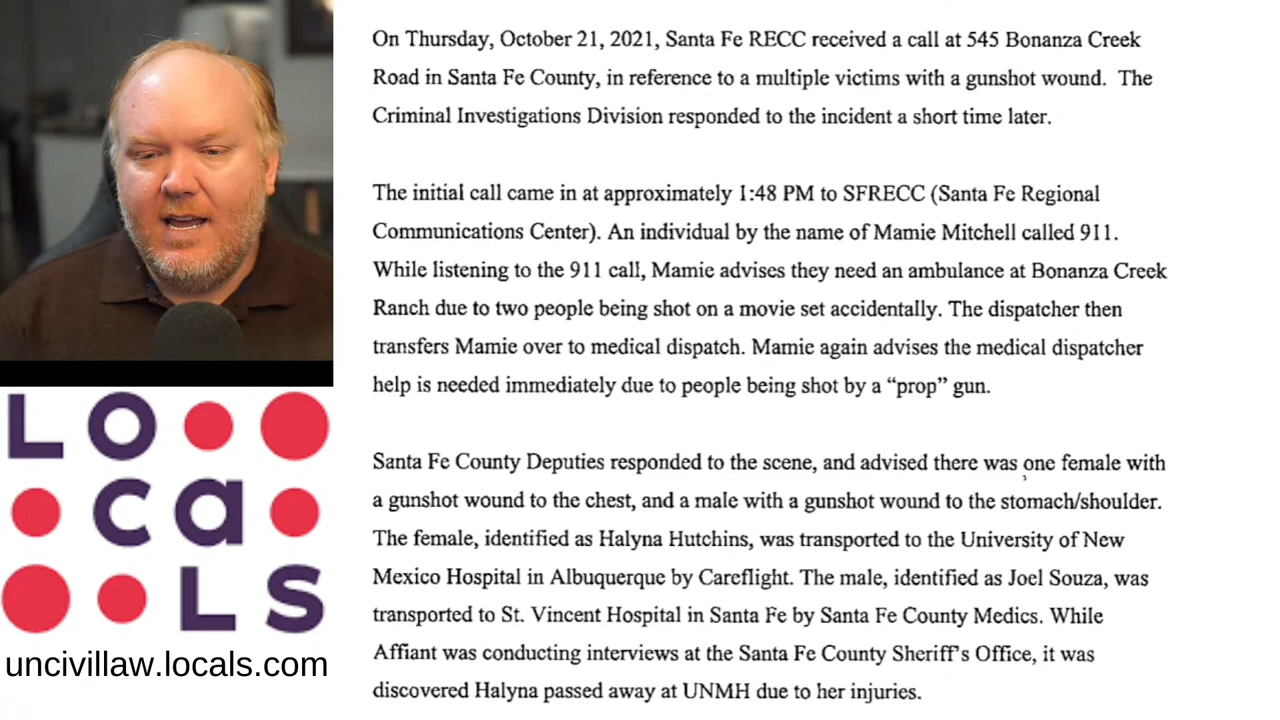 On Thursday, October 21, 2021, Santa Fe RECC received a call at 545 Bonanza Creek
Road in Santa Fe County, in reference to a multiple victims with a gunshot wound.  The
Criminal Investigations Division responded to the incident a short time later.
The initial call came in at approximately 1:48 PM to SFRECC (Santa Fe Regional
Communications Center). An individual by the name of Mamie Mitchell called 911.
While listening to the 911 call, Mamie advises they need an ambulance at Bonanza Creek
Ranch due to two people being shot on a movie set accidentally. The dispatcher then
transfers Mamie over to medical dispatch. Mamie again advises the medical dispatcher
help is needed immediately due to people being shot by a “prop” gun.
Santa Fe County Deputies responded to the scene, and advised there was one female with
a gunshot wound to the chest, and a male with a gunshot wound to the stomach/shoulder.
The female, identified as Halyna Hutchins, was transported to the University of New
Mexico Hospital in Albuquerque by Careflight. The male, identified as Joel Souza, was
transported to St. Vincent Hospital in Santa Fe by Santa Fe County Medics. While
Affiant was conducting interviews at the Santa Fe County Sheriff's Office, it was
discovered Halyna passed away at UNMH due to her injuries.
LO
ca
LS
uncivillaw.locals.com